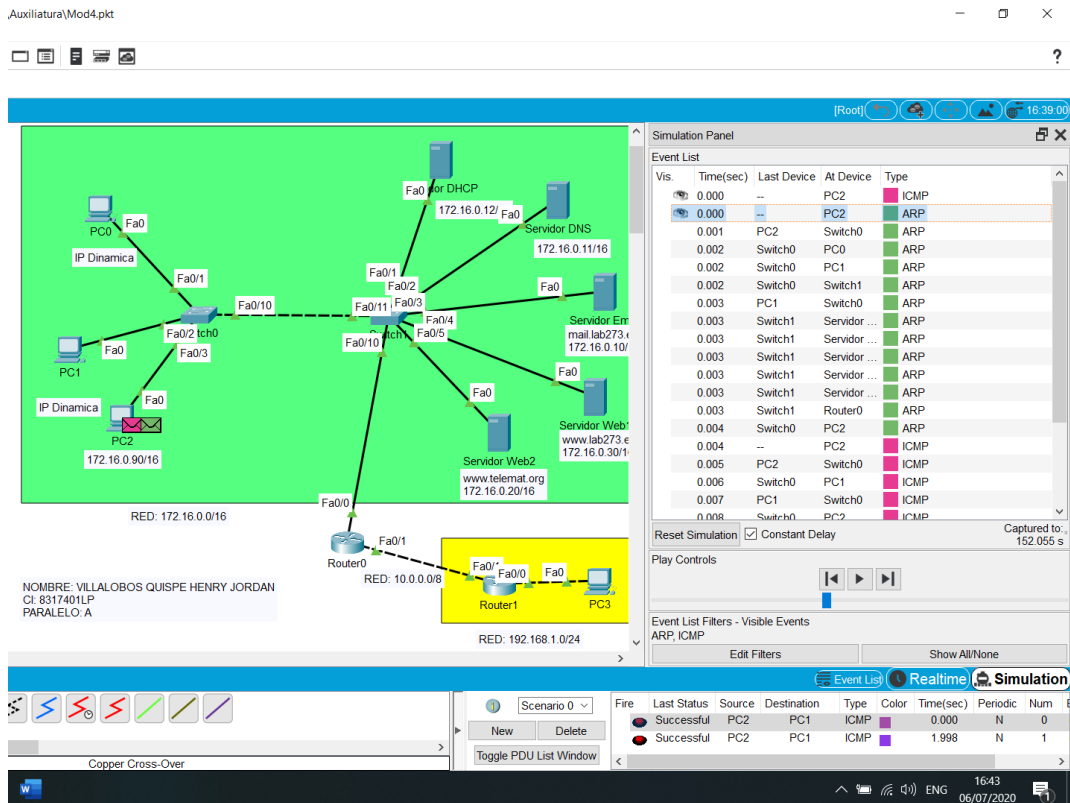 ,Auxiliatura\Mod4.pkt
?
[Root]
16:39:00
Fa0
dor DHCP
172.16.0.12/
Fa0
Servidor DNS
172.16.0.11/16
PC0
Fa0
IP Dinamica
Fa0/1
Fa0/10
Fa0/1
Fa0/2
Fa0/3
Fa0/11
Fa0/4
Fa0/5
Fa0/10
Fa0
Servidor Em
mail.lab273.e
172.16.0.10/
Fa0/2
tch0
Fa0/3
Fa0
PC1
IP Dinamica
Fa0
PC2
172.16.0.90/16
Fa0
Fa0
Servidor Web1
www.lab273.e
172.16.0.30/1
Servidor Web2
www.telemat.org
172.16.0.20/16
RED: 172.16.0.0/16
Fa0/0
Router0
Fa0/1
RED: 10.0.0.0/8
Fa0/1
Fa0/0
Fa0
Router1
PC3
RED: 192.168.1.0/24
NOMBRE: VILLALOBOS QUISPE HENRY JORDAN
CI: 8317401LP
PARALELO: A
Simulation Panel
Event List
Vis. Time(sec) Last Device At Device Type
0.000 -- PC2 ICMP
0.000 -- PC2 ARP
0.001 PC2 Switch0 ARP
0.002 Switch0 PC0 ARP
0.002 Switch0 PC1 ARP
0.002 Switch0 Switch1 ARP
0.003 PC1 Switch0 ARP
0.003 Switch1 Servidor ... ARP
0.003 Switch1 Servidor ... ARP
0.003 Switch1 Servidor ... ARP
0.003 Switch1 Servidor ... ARP
0.003 Switch1 Servidor ... ARP
0.003 Switch1 Router0 ARP
0.004 Switch0 PC2 ARP
0.004 -- PC2 ICMP
0.005 PC2 Switch0 ICMP
0.006 Switch0 PC1 ICMP
0.007 PC1 Switch0 ICMP
0.008 Switch0 PC2 ICMP
Reset Simulation Constant Delay
Captured to:
152.055 s
Play Controls
Event List Filters - Visible Events
ARP, ICMP
Edit Filters Show All/None
Event List Realtime Simulation
Scenario 0
New Delete
Toggle PDU List Window
Fire Last Status Source Destination Type Color Time(sec) Periodic Num E
Successful PC2 PC1 ICMP 0.000 N 0
Successful PC2 PC1 ICMP 1.998 N 1
Copper Cross-Over
ENG
16:43
06/07/2020
1